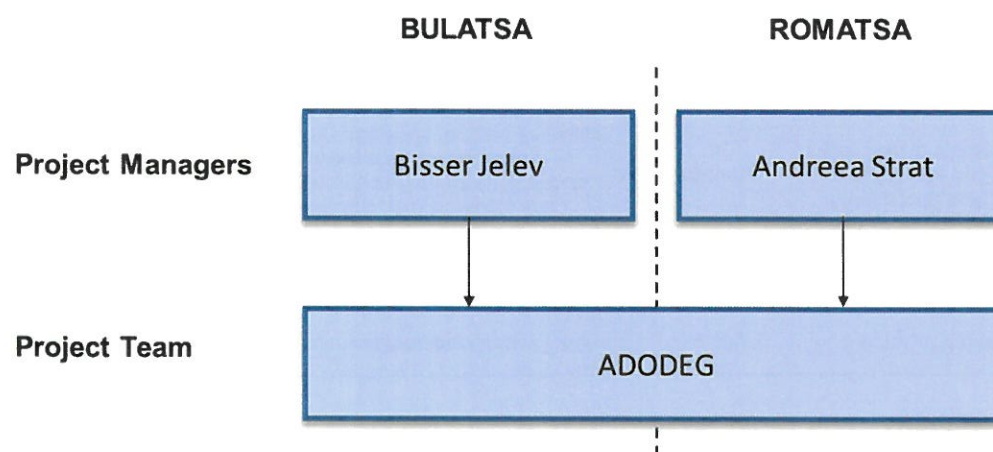 BULATSA ROMATSA
Project Managers Bisser Jelev Andreea Strat
Project Team ADODEG